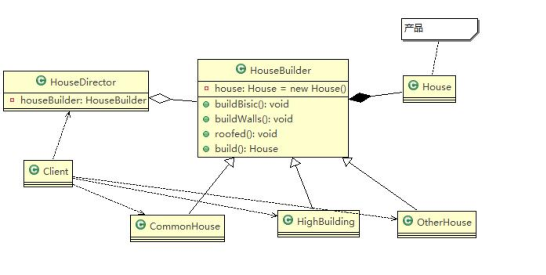 产品
HouseBuilder
HouseDirector
house: House = new House()
House
houseBuilder: HouseBuilder
buildBisic(): void
buildWalls(): void
roofed(): void
build(): House
Client
CommonHouse
HighBuilding
OtherHouse